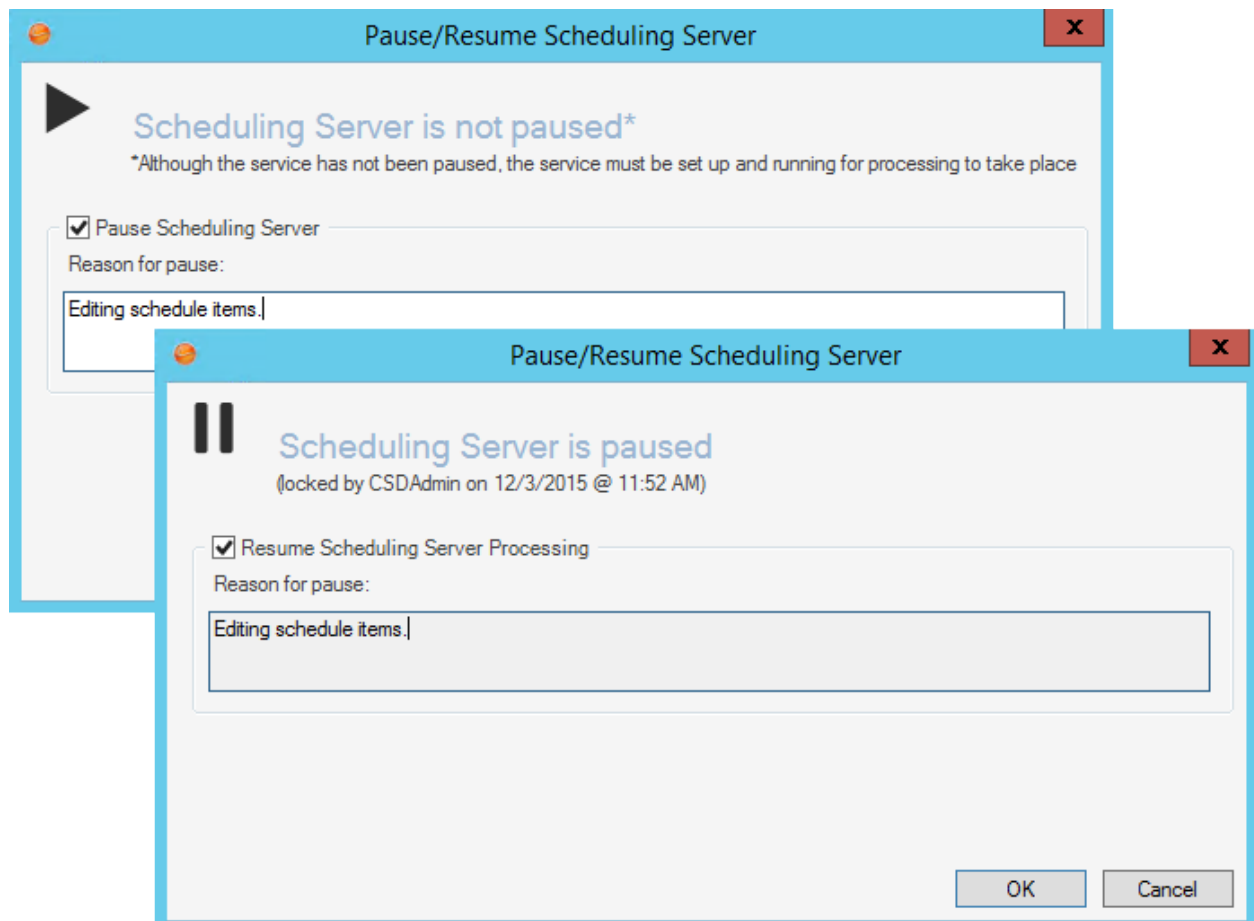 Pause/Resume Scheduling Server
x
Scheduling Server is not paused*
*Although the service has not been paused, the service must be set up and running for processing to take place
Pause Scheduling Server
Reason for pause:
Editing schedule items.
Pause/Resume Scheduling Server
x
Scheduling Server is paused
(locked by CSDAdmin on 12/3/2015 @ 11:52 AM)
Resume Scheduling Server Processing
Reason for pause:
Editing schedule items.
OK
Cancel